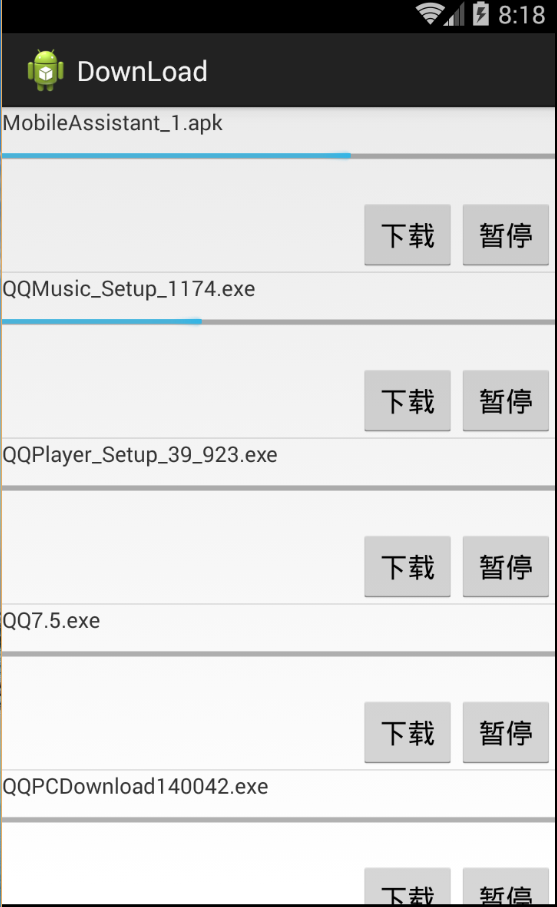 8:18
DownLoad
MobileAssistant_1.apk
下载 暂停
QQMusic_Setup_1174.exe
下载 暂停
QQPlayer_Setup_39_923.exe
下载 暂停
QQ7.5.exe
下载 暂停
QQPCDownload140042.exe
下载 暂停